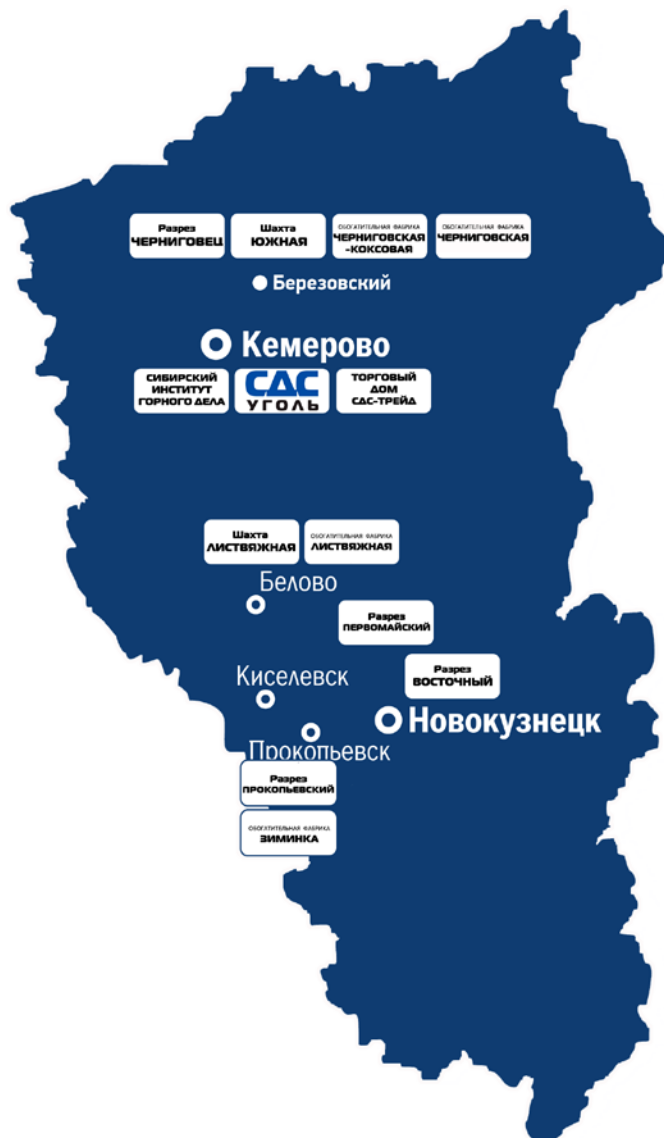 Разрез
ЧЕРНИГОВЕЦ
Шахта
ЮЖНАЯ
ОБОГАТИТЕЛЬНАЯ ФАБРИКА
ЧЕРНИГОВСКАЯ
-КОКСОВАЯ
ОБОГАТИТЕЛЬНАЯ ФАБРИКА
ЧЕРНИГОВСКАЯ
Березовский
Кемерово
СИБИРСКИЙ
ИНСТИТУТ
ГОРНОГО ДЕЛА
СДС
УГОЛЬ
ТОРГОВЫЙ
ДОМ
СДС-ТРЕЙД
Шахта
ЛИСТВЯЖНАЯ
ОБОГАТИТЕЛЬНАЯ ФАБРИКА
ЛИСТВЯЖНАЯ
Белово
Разрез
ПЕРВОМАЙСКИЙ
Разрез
ВОСТОЧНЫЙ
Киселевск
Новокузнецк
Прокопьевск
Разрез
ПРОКОПЬЕВСКИЙ
ОБОГАТИТЕЛЬНАЯ ФАБРИКА
ЗИМИНКА